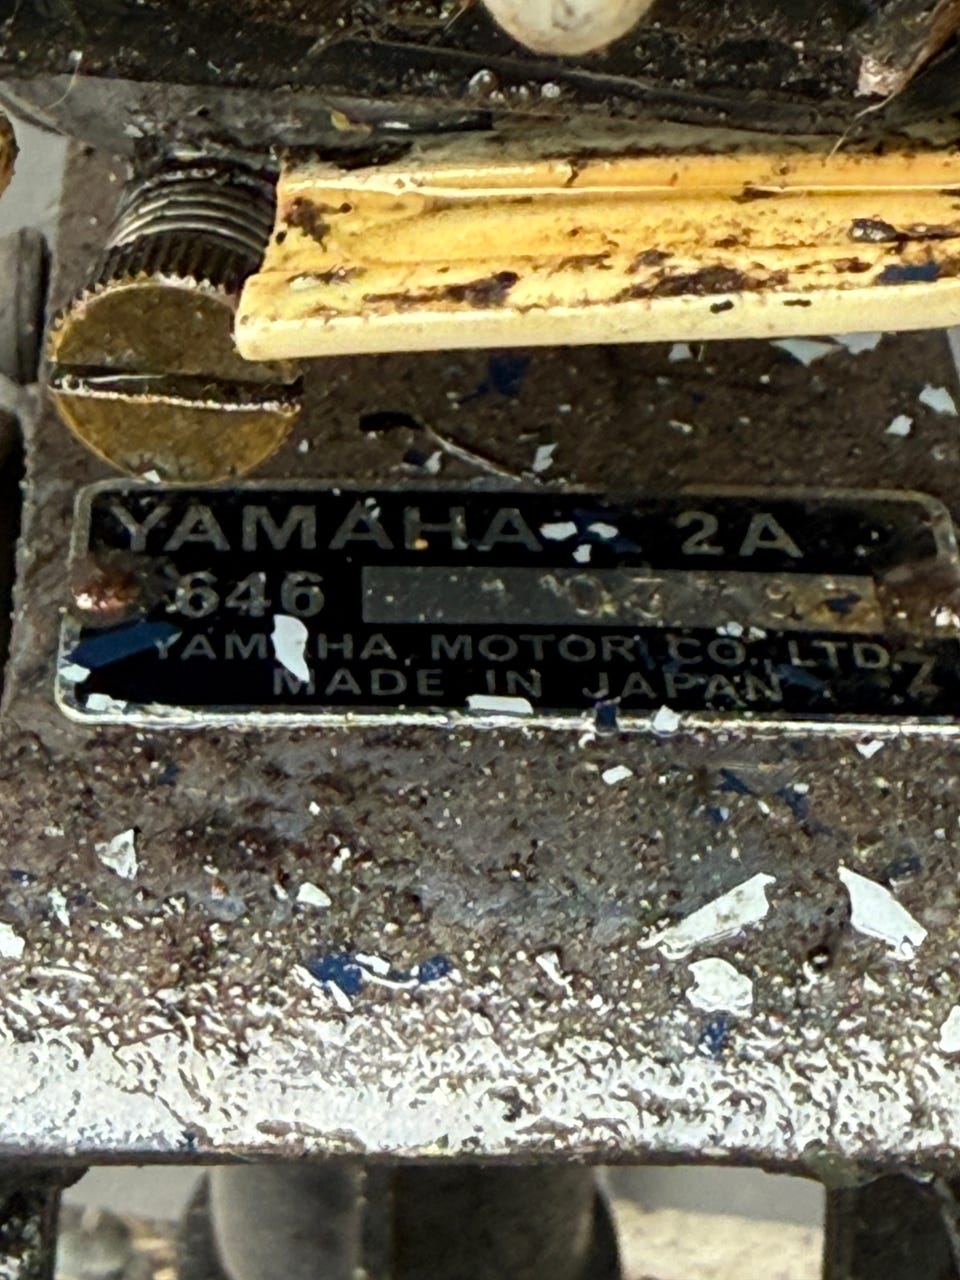 YAMAHA 2A
646
YAMAHA MOTOR CO., LTD.
MADE IN JAPAN